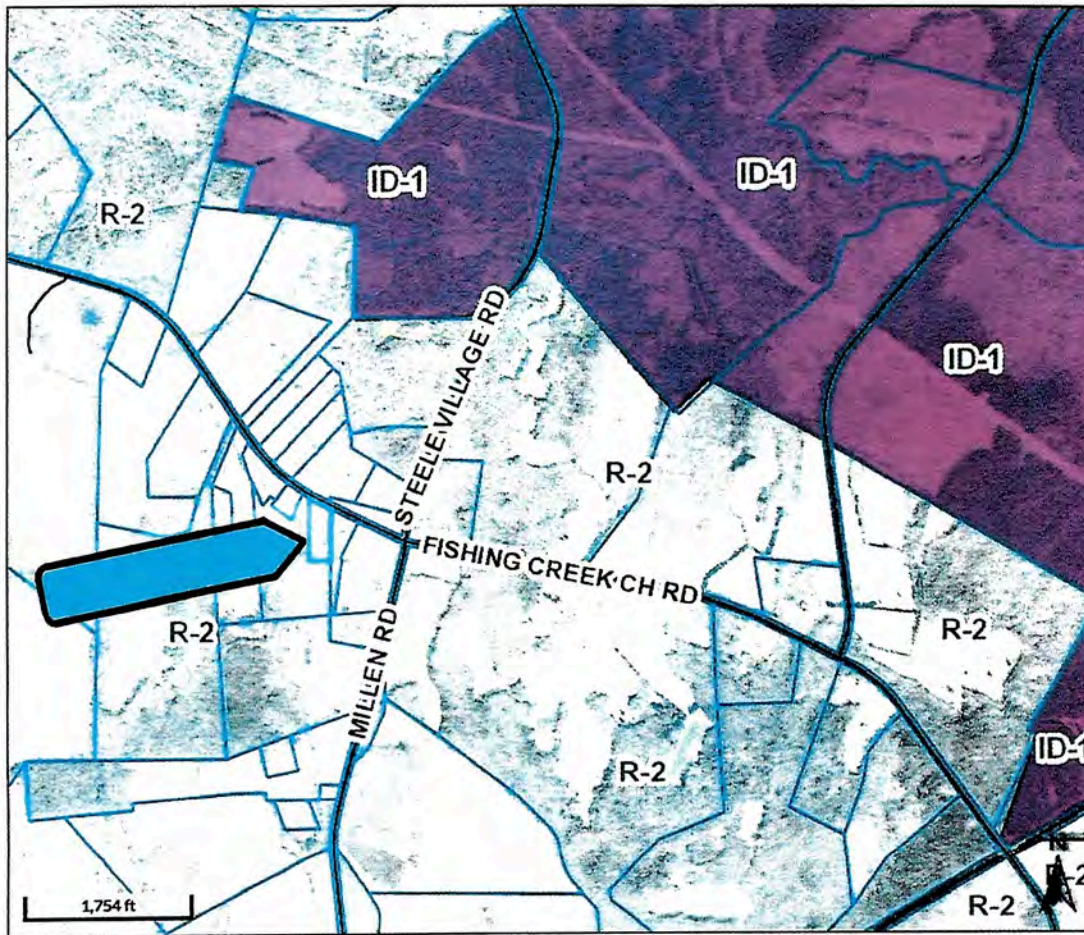 ID-1
ID-1
R-2
STEELE VILLAGE RD
ID-1
R-2
FISHING CREEK CH RD
R-2
R-2
MILLEN RD
R-2
ID-1
N
R-2
1,754 ft